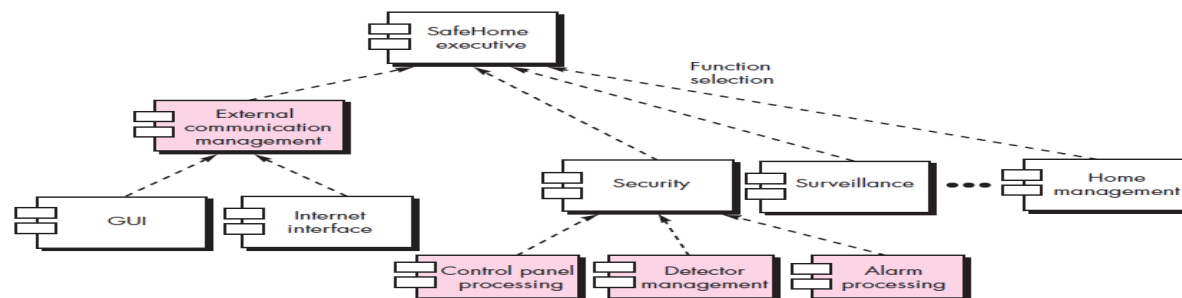 SafeHome
executive
Function
selection
External
communication
management
Security
Surveillance
Home
management
GUI
Internet
interface
Control panel
processing
Detector
management
Alarm
processing